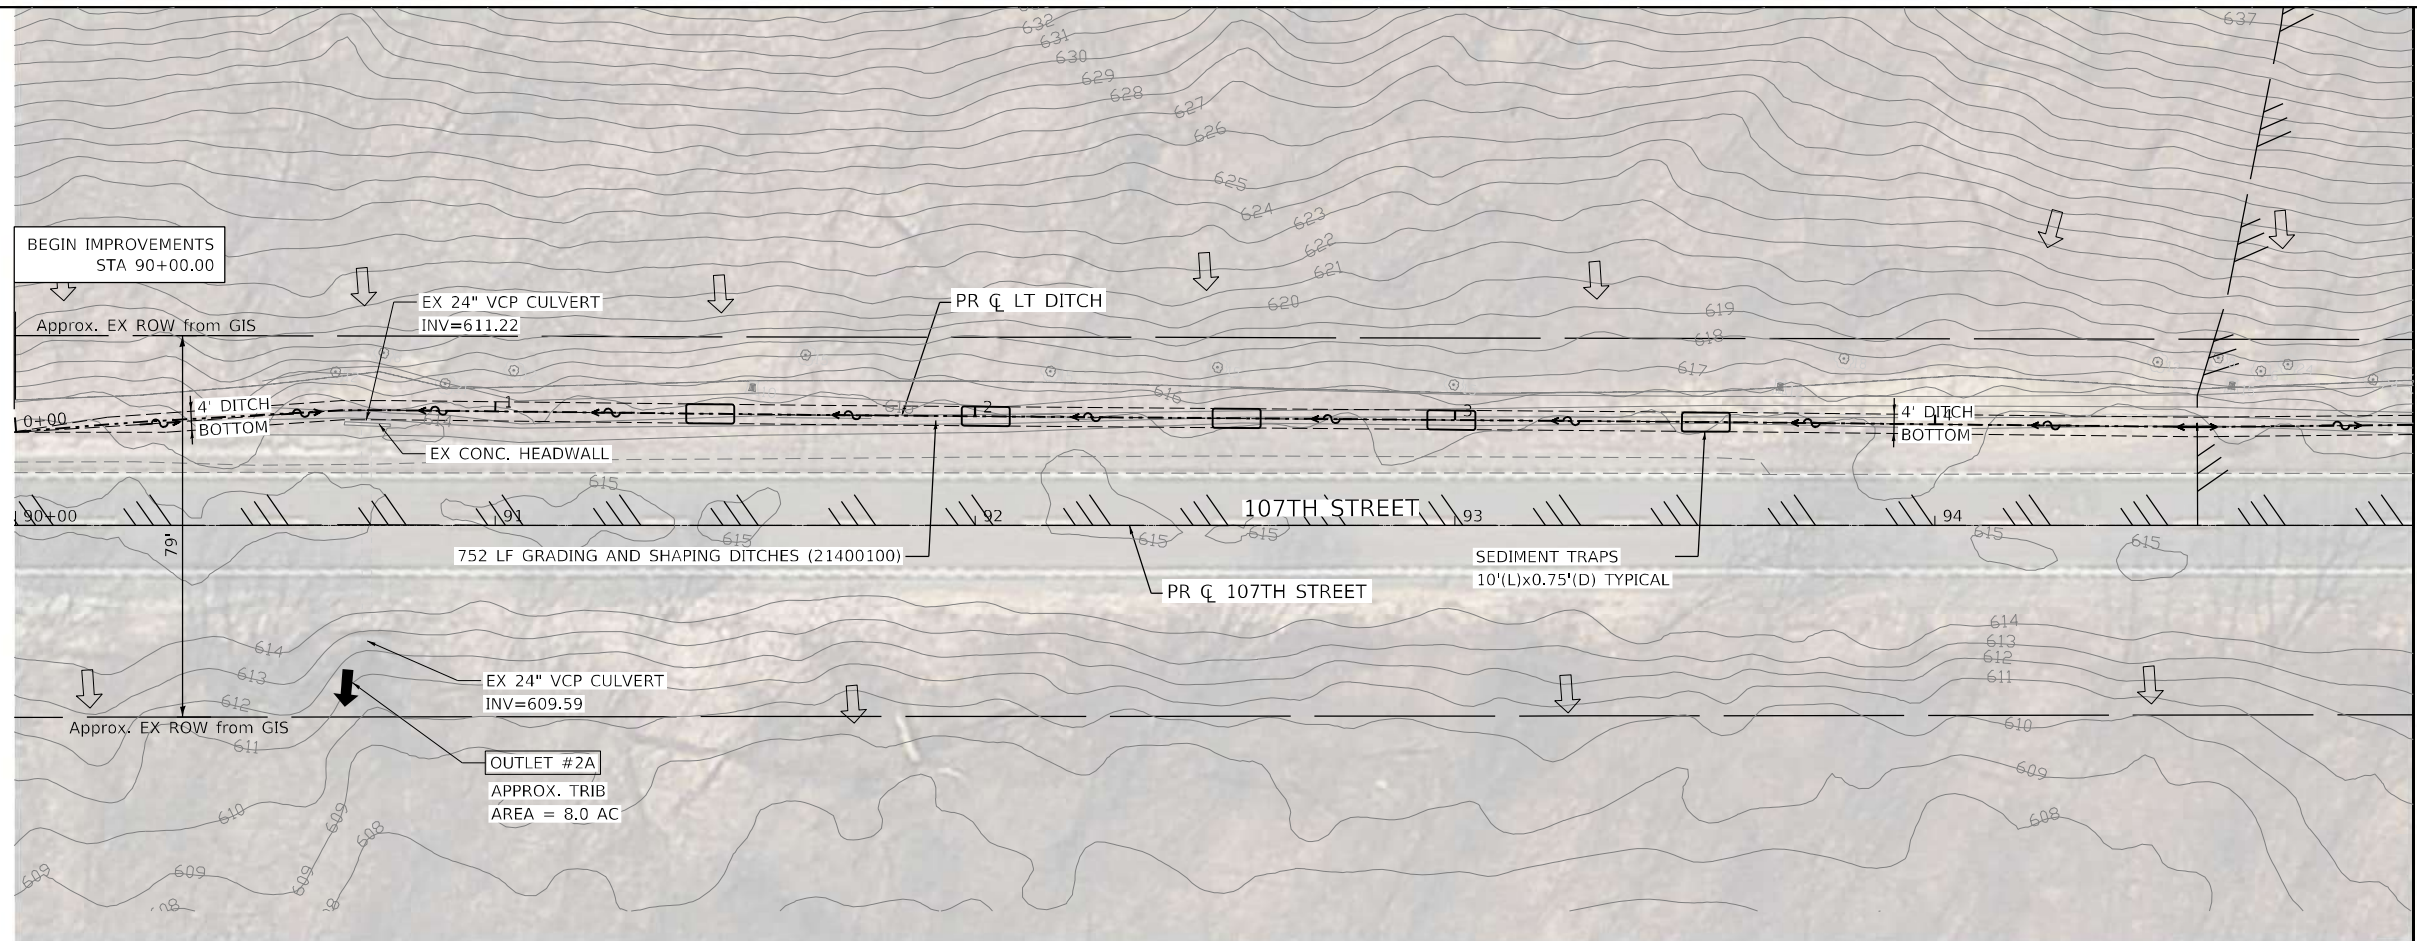 632
631
630
629
628
627
626
625
624
623
622
621
620
619
618
617
616
637
BEGIN IMPROVEMENTS
STA 90+00.00
Approx. EX ROW from GIS
EX 24" VCP CULVERT
INV=611.22
PR ℄ LT DITCH
0+00
4' DITCH
BOTTOM
1
2
3
4
4' DITCH
BOTTOM
EX CONC. HEADWALL
615
90+00
91
92
107TH STREET
93
94
79'
615
615
615
615
615
752 LF GRADING AND SHAPING DITCHES (21400100)
SEDIMENT TRAPS
10'(L)x0.75'(D) TYPICAL
PR ℄ 107TH STREET
614
613
612
611
610
609
608
614
613
612
611
610
609
609
609
609
608
EX 24" VCP CULVERT
INV=609.59
Approx. EX ROW from GIS
OUTLET #2A
APPROX. TRIB
AREA = 8.0 AC